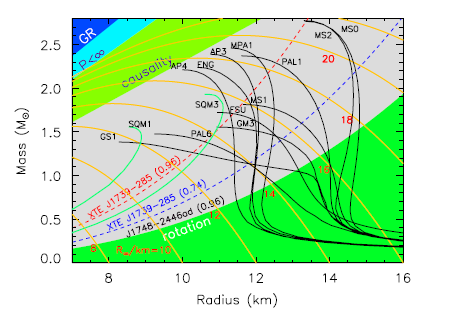 2.5
2.0
1.5
1.0
0.5
0.0
Mass (M⊙)
GR
P<∞
causality
AP4
ENG
AP3
MPA1
PAL1
MS2
MS0
20
SQM3
FSU
MS1
GM3
18
SQM1
GS1
PAL6
16
14
12
XTE J1739-285 (0.96)
XTE J1739-285 (0.74)
J1748-2446ad (0.96)
rotation
8
R∞/km=10
7 8 10 12 14 16
Radius (km)